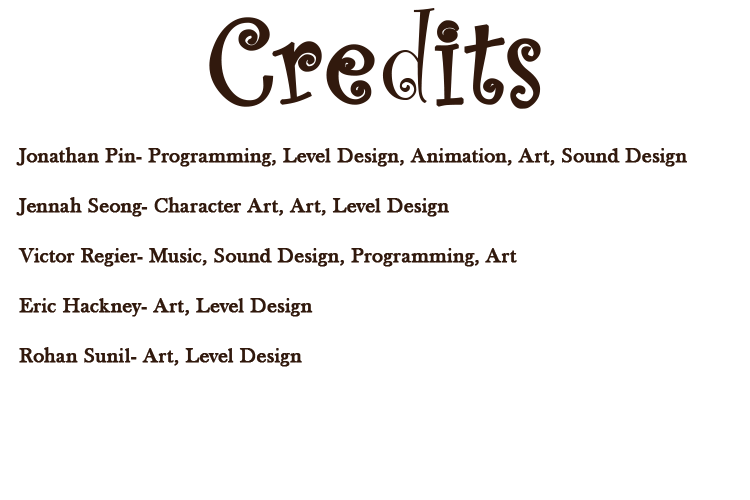 Credits
Jonathan Pin- Programming, Level Design, Animation, Art, Sound Design
Jennah Seong- Character Art, Art, Level Design
Victor Regier- Music, Sound Design, Programming, Art
Eric Hackney- Art, Level Design
Rohan Sunil- Art, Level Design